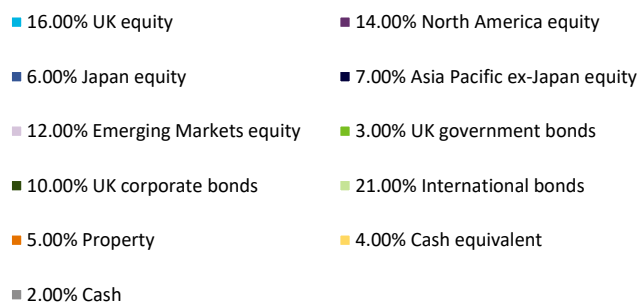 16.00% UK equity
14.00% North America equity
6.00% Japan equity
7.00% Asia Pacific ex-Japan equity
12.00% Emerging Markets equity
3.00% UK government bonds
10.00% UK corporate bonds
21.00% International bonds
5.00% Property
4.00% Cash equivalent
2.00% Cash